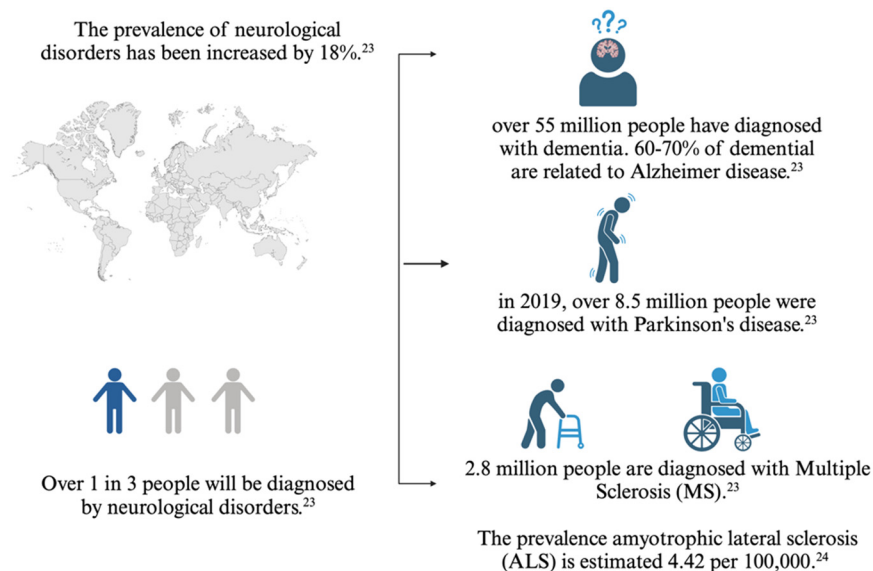 The prevalence of neurological
disorders has been increased by 18%.23
Over 1 in 3 people will be diagnosed
by neurological disorders.23
???
over 55 million people have diagnosed
with dementia. 60-70% of demential
are related to Alzheimer disease.23
in 2019, over 8.5 million people were
diagnosed with Parkinson's disease.23
2.8 million people are diagnosed with Multiple
Sclerosis (MS).23
The prevalence amyotrophic lateral sclerosis
(ALS) is estimated 4.42 per 100,000.24